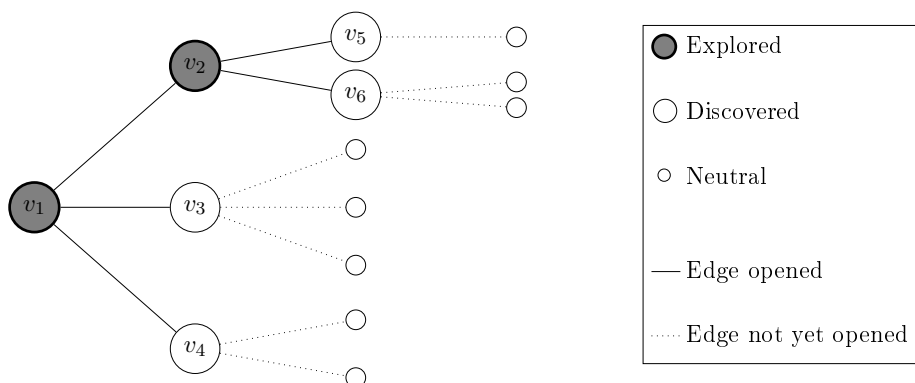 v5
v2
v6
v1
v3
v4
Explored
Discovered
Neutral
Edge opened
Edge not yet opened